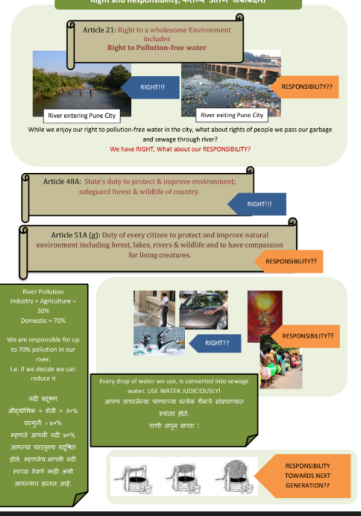 Right and Responsibility,
Article 21: Right to a wholesome Environment
includes
Right to Pollution-free water
RIGHT!!!
RESPONSIBILITY??
River entering Pune City
River exiting Pune City
While we enjoy our right to pollution-free water in the city, what about rights of people we pass our garbage
and sewage through river?
We have RIGHT, What about our RESPONSIBILITY?
Article 48A: State's duty to protect & improve environment;
safeguard forest & wildlife of country.
RIGHT!!!
Article 51A (g): Duty of every citizen to protect and improve natural
environment including forest, lakes, rivers & wildlife and to have compassion
for living creatures.
RESPONSIBILITY??
River Pollution
Industry + Agriculture =
30%
Domestic = 70%
We are responsible for up
to 70% pollution in our
river.
I.e. If we decide we can
reduce it
नदी प्रदूषण
औद्योगिक + शेती = ३०%
घरगुती = ७०%
म्हणजे आपली नदी ७०%
आपल्या घरातूनच प्रदूषित
होते. म्हणजेच आपली नदी
स्वच्छ ठेवणे
आपल्याच हातात आहे.
RIGHT??
RESPONSIBILITY??
Every drop of water we use, is converted into sewage
water. USE WATER JUDICIOUSLY!
आपण वापरलेल्या पाण्याच्या प्रत्येक थेंबाचे सांडपाण्यात
रुपांतर होते.
पाणी जपून वापरा !
RESPONSIBILITY
TOWARDS NEXT
GENERATION??